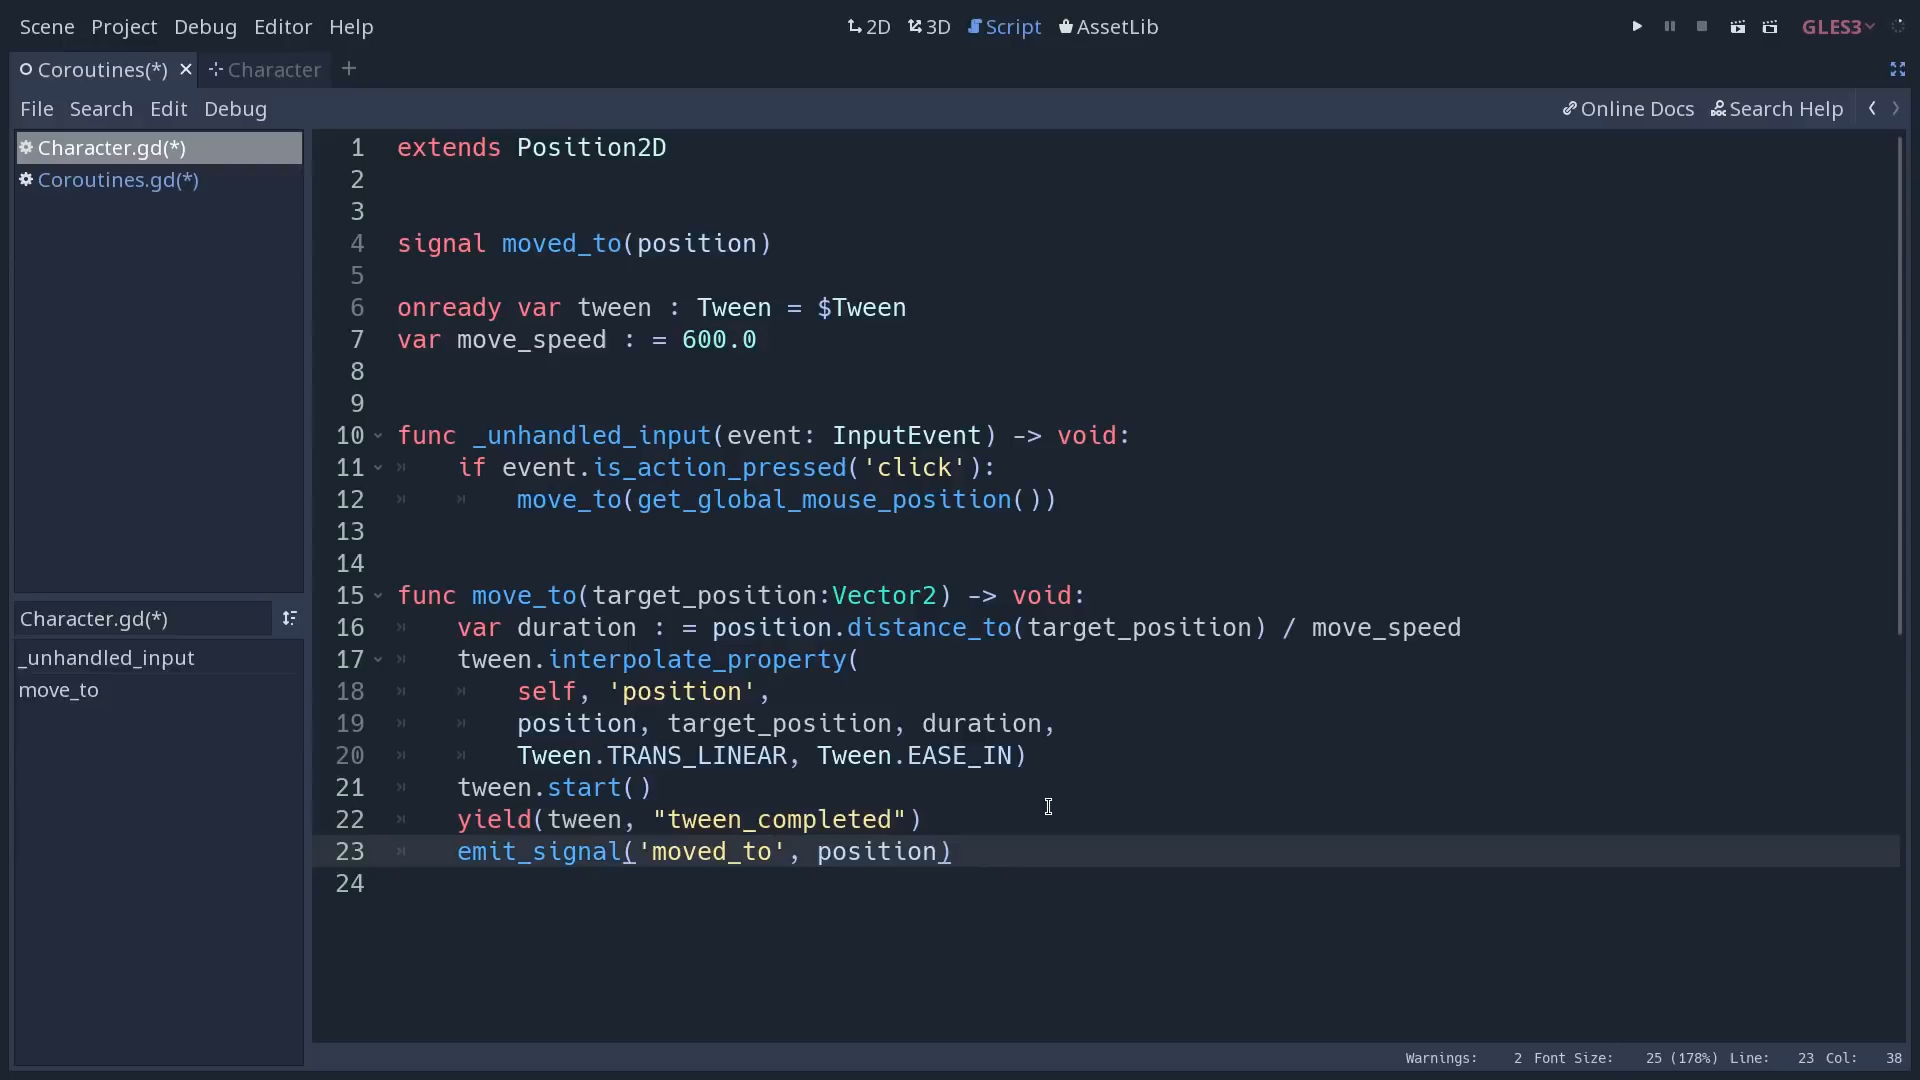 Scene Project Debug Editor Help 2D 3D Script AssetLib GLES3
Coroutines(*) Character
File Search Edit Debug Online Docs Search Help
Character.gd(*)
Coroutines.gd(*)
Character.gd(*)
_unhandled_input
move_to
1 extends Position2D
2
3
4 signal moved_to(position)
5
6 onready var tween : Tween = $Tween
7 var move_speed : = 600.0
8
9
10 func _unhandled_input(event: InputEvent) -> void:
11 if event.is_action_pressed('click'):
12 move_to(get_global_mouse_position())
13
14
15 func move_to(target_position:Vector2) -> void:
16 var duration : = position.distance_to(target_position) / move_speed
17 tween.interpolate_property(
18 self, 'position',
19 position, target_position, duration,
20 Tween.TRANS_LINEAR, Tween.EASE_IN)
21 tween.start()
22 yield(tween, "tween_completed")
23 emit_signal('moved_to', position)
24
Warnings: 2 Font Size: 25 (178%) Line: 23 Col: 38